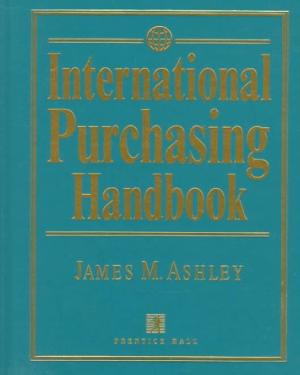 International
Purchasing
Handbook
JAMES M. ASHLEY
PRENTICE HALL